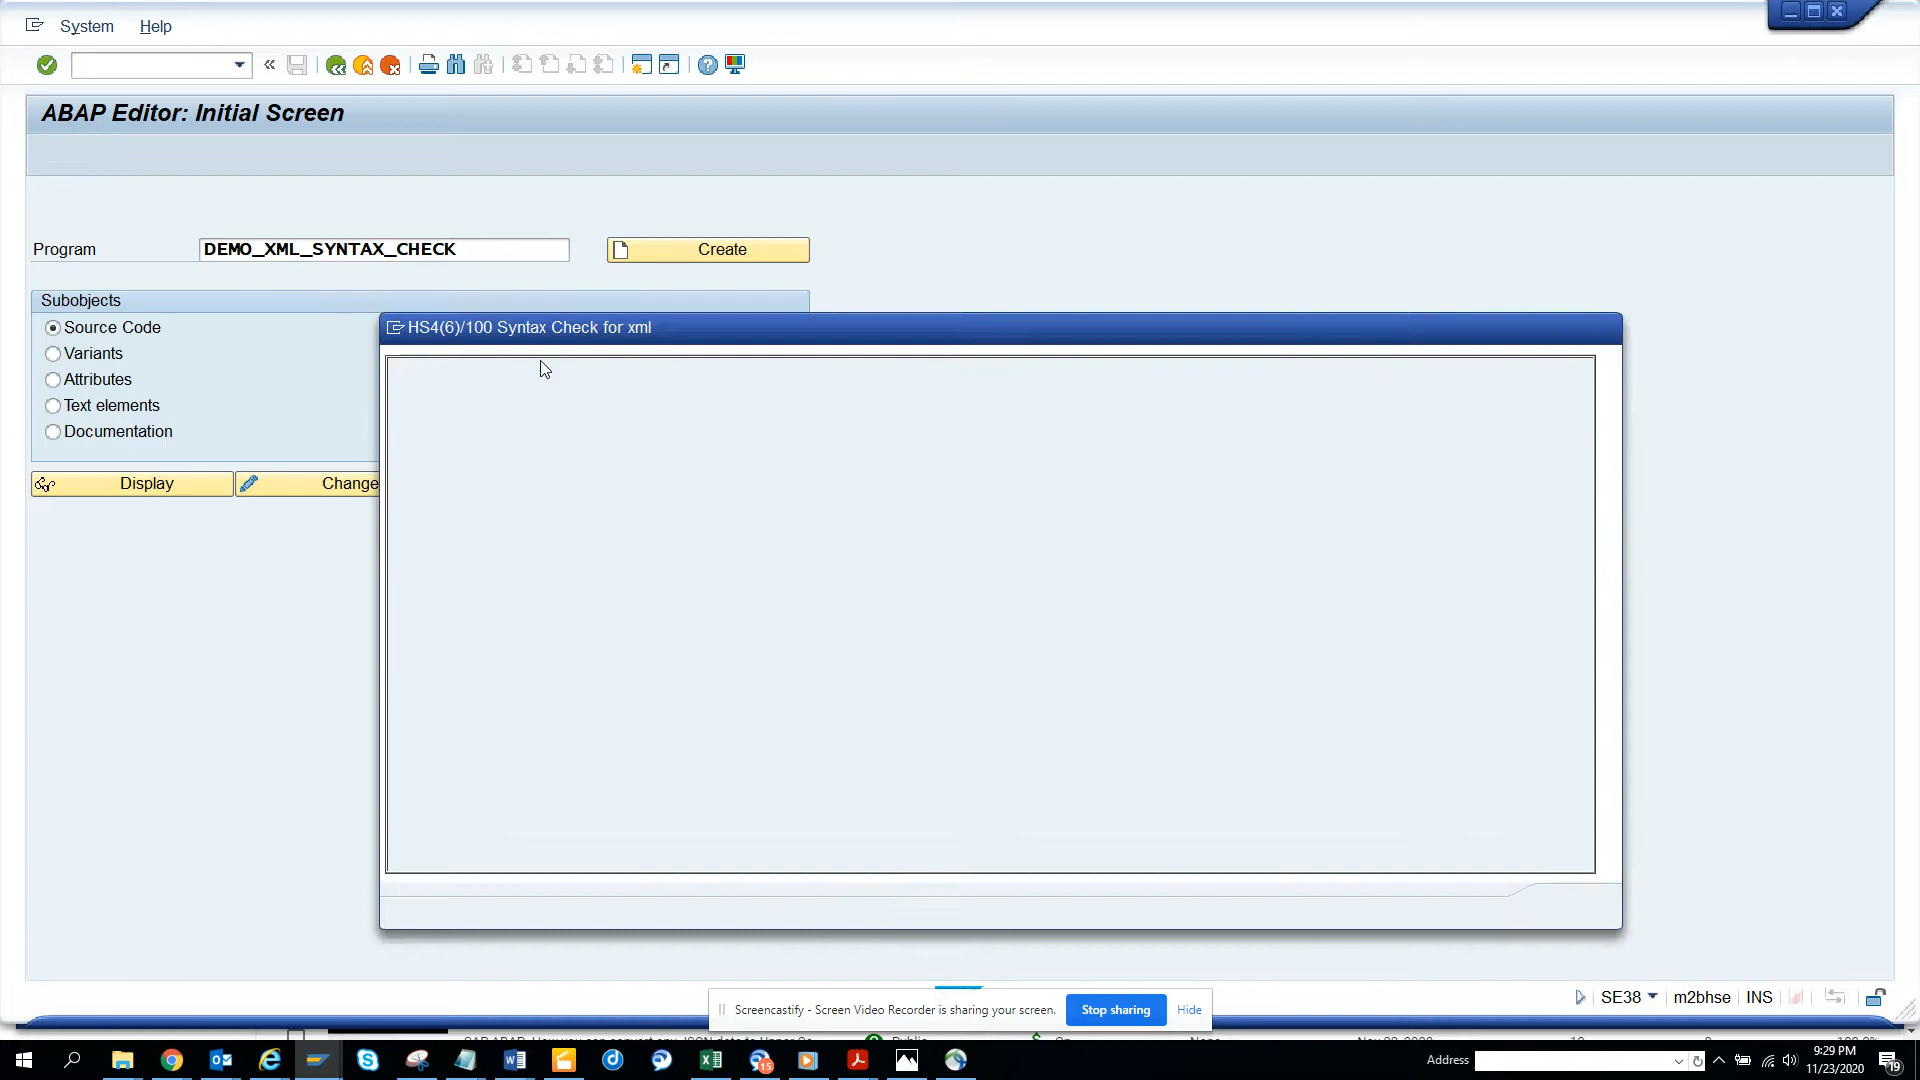 System Help
ABAP Editor: Initial Screen
Program DEMO_XML_SYNTAX_CHECK Create
Subobjects
Source Code
Variants
Attributes
Text elements
Documentation
Display Change
HS4(6)/100 Syntax Check for xml
SE38 m2bhse INS
Screencastify - Screen Video Recorder is sharing your screen. Stop sharing Hide
Address
9:29 PM
11/23/2020
15
19